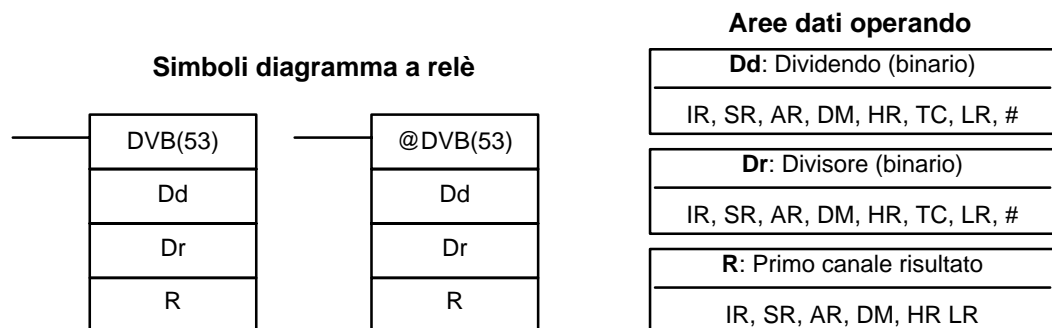 Simboli diagramma a relè
DVB(53)
Dd
Dr
R
@DVB(53)
Dd
Dr
R
Aree dati operando
Dd: Dividendo (binario)
IR, SR, AR, DM, HR, TC, LR, #
Dr: Divisore (binario)
IR, SR, AR, DM, HR, TC, LR, #
R: Primo canale risultato
IR, SR, AR, DM, HR LR